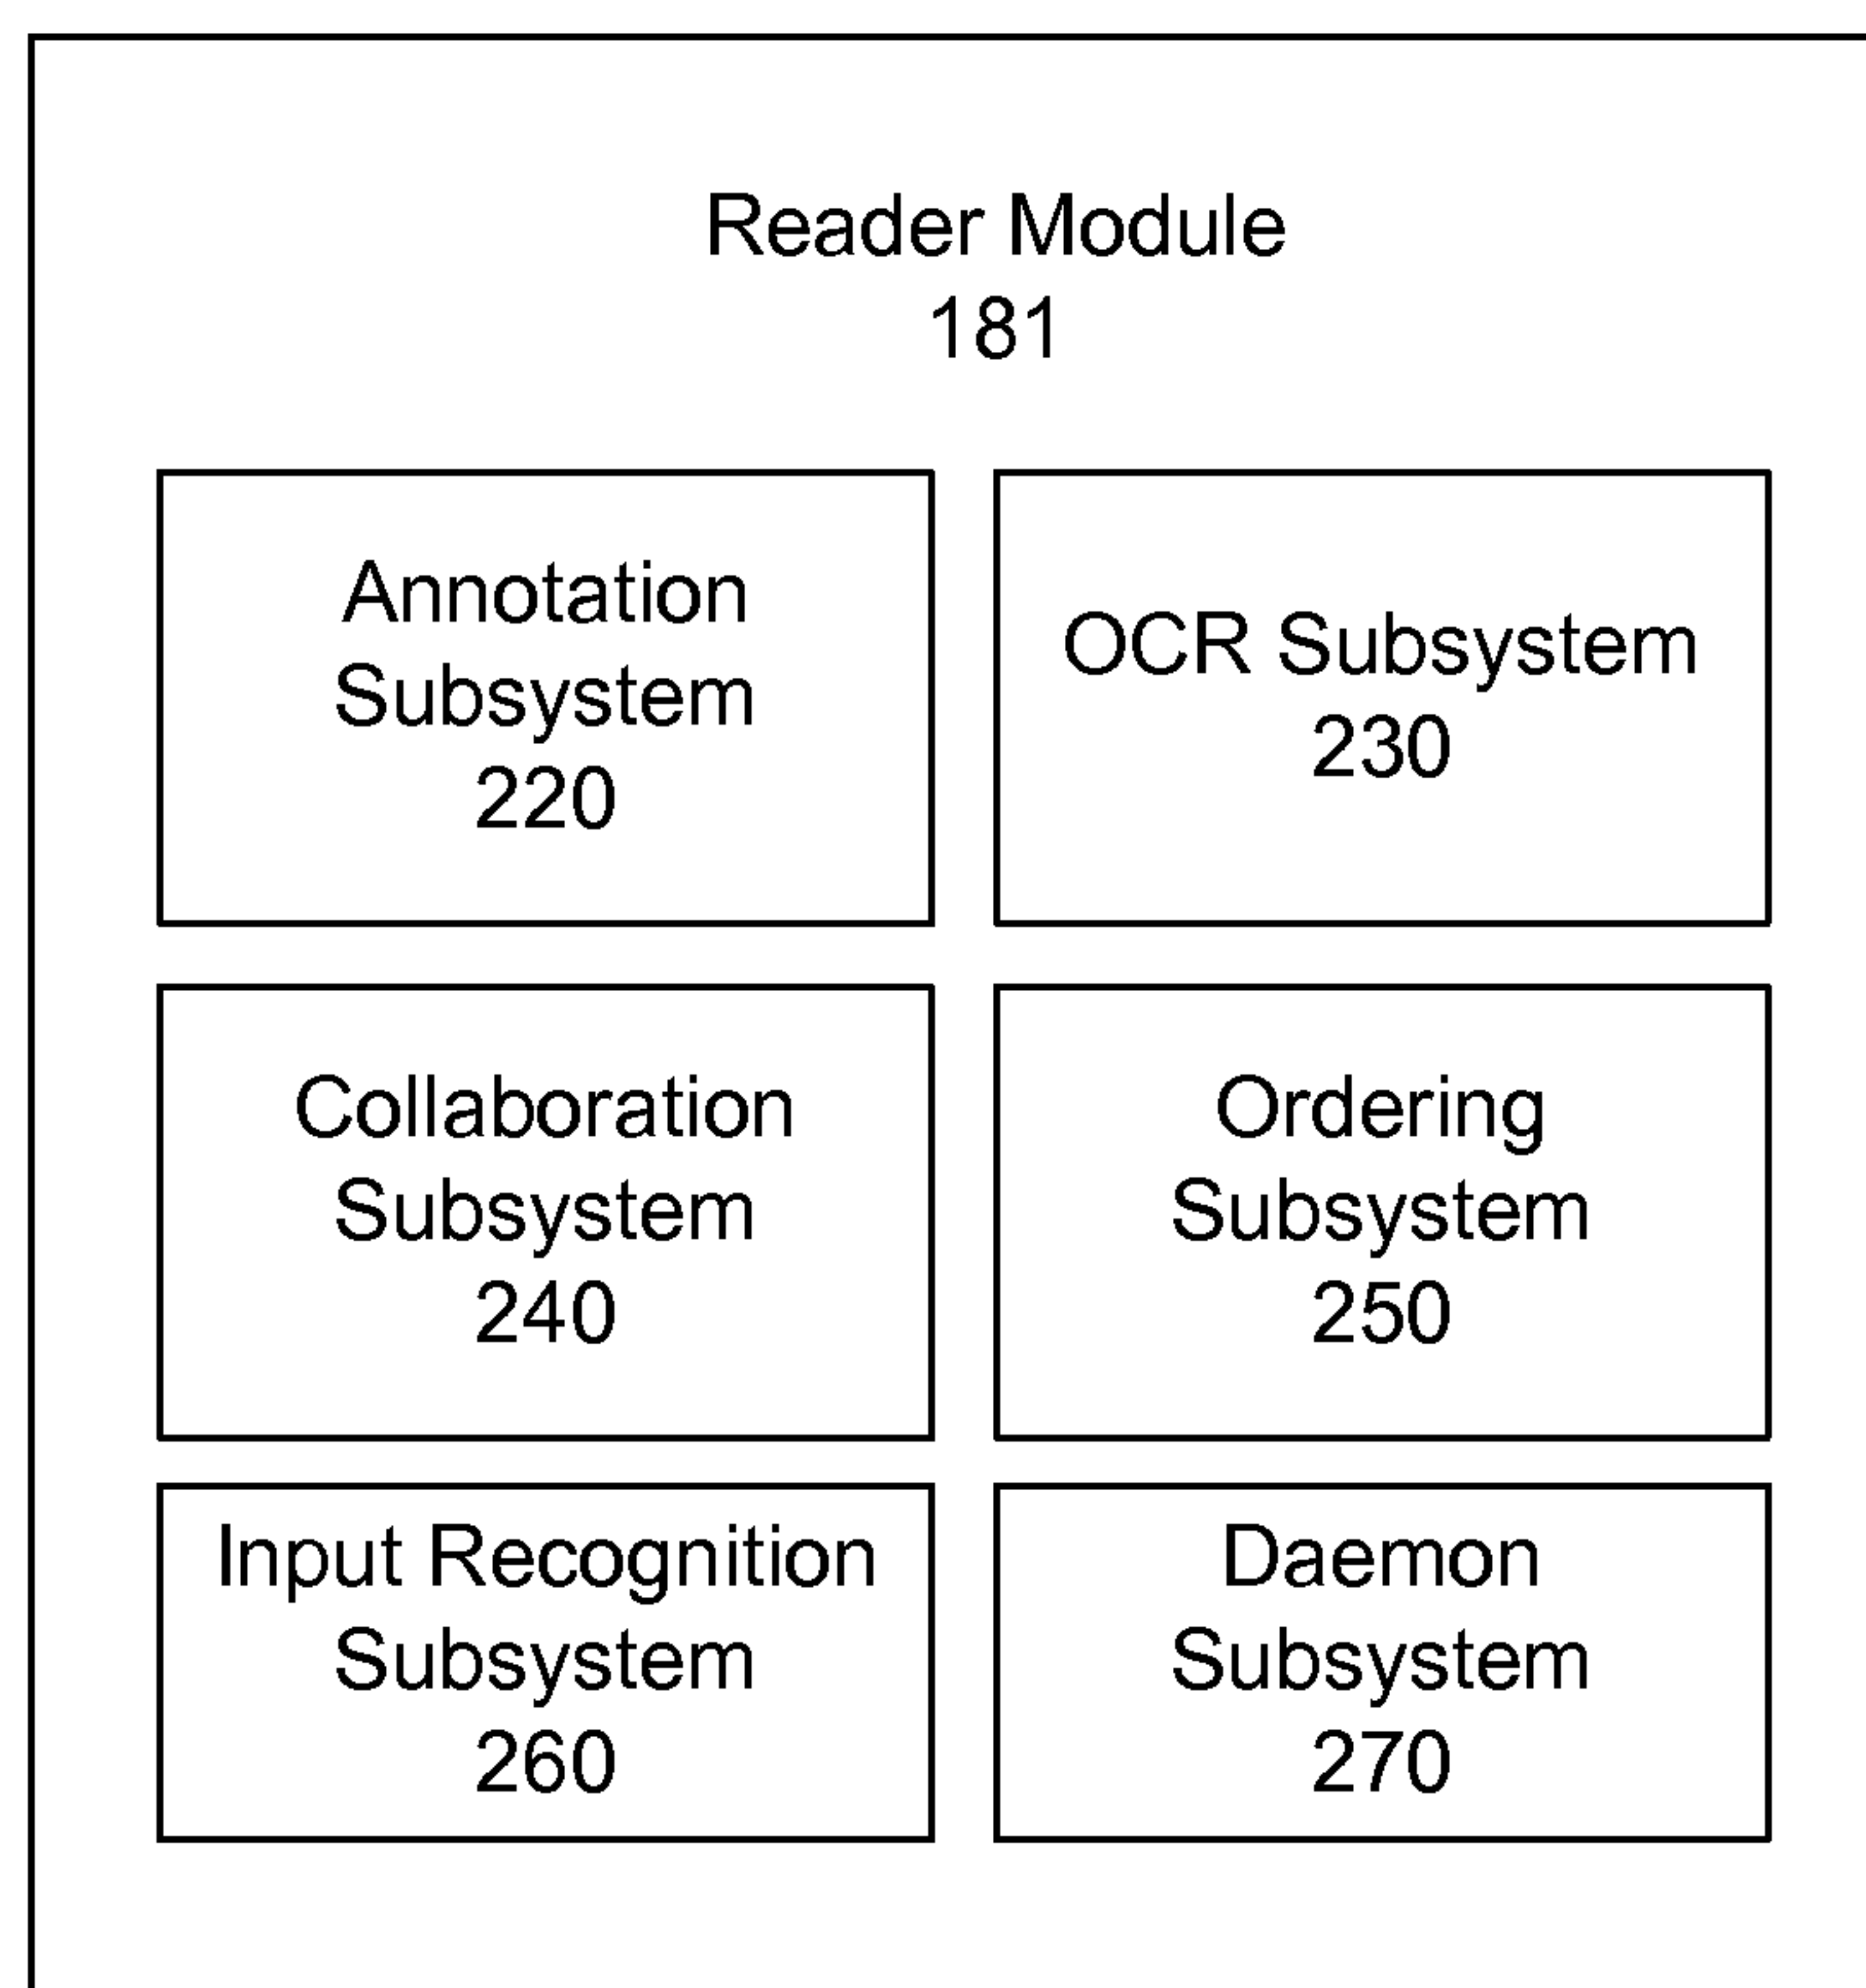 Reader Module
181
Annotation
Subsystem
220
OCR Subsystem
230
Collaboration
Subsystem
240
Ordering
Subsystem
250
Input Recognition
Subsystem
260
Daemon
Subsystem
270